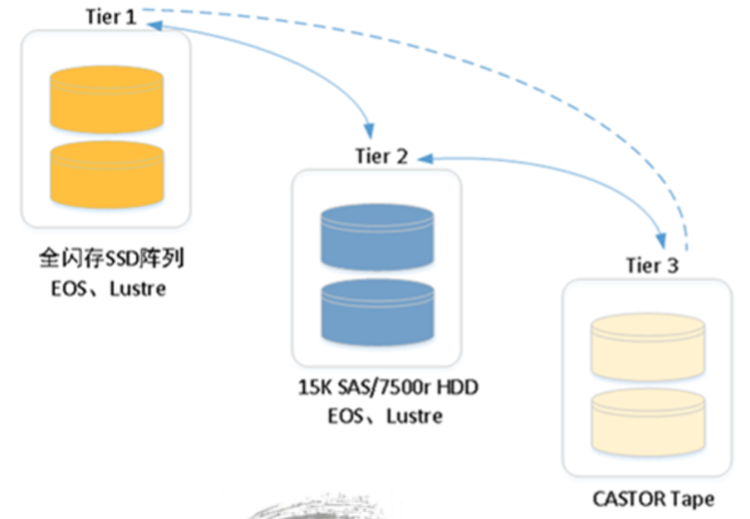 Tier 1
全闪存SSD阵列
EOS、Lustre
Tier 2
15K SAS/7500r HDD
EOS、Lustre
Tier 3
CASTOR Tape